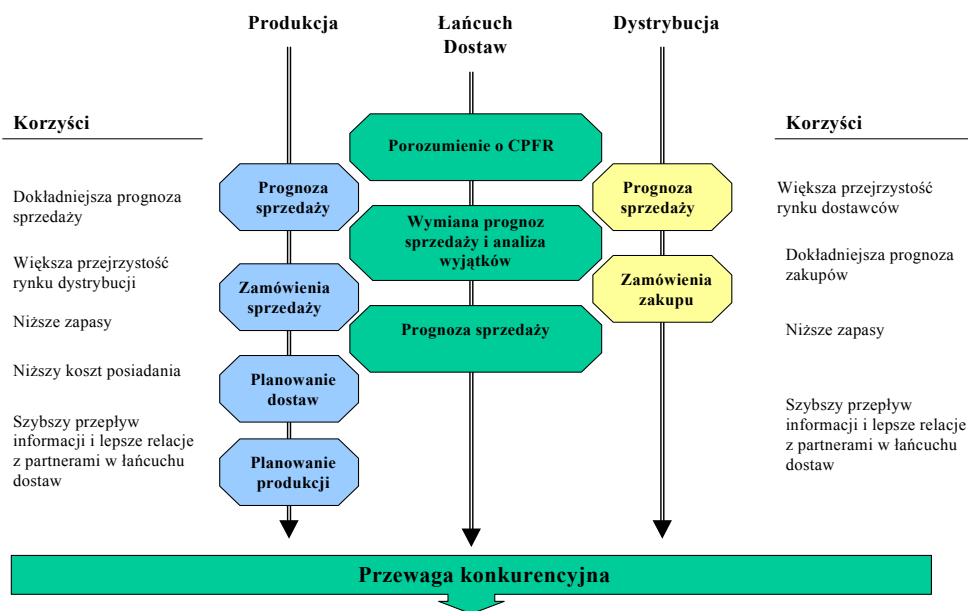 Produkcja
Łańcuch
Dostaw
Dystrybucja
Korzyści
Dokładniejsza prognoza
sprzedaży
Większa przejrzystość
rynku dystrybucji
Niższe zapasy
Niższy koszt posiadania
Szybszy przepływ
informacji i lepsze relacje
z partnerami w łańcuchu
dostaw
Prognoza
sprzedaży
Zamówienia
sprzedaży
Planowanie
dostaw
Planowanie
produkcji
Porozumienie o CPFR
Wymiana prognoz
sprzedaży i analiza
wyjątków
Prognoza sprzedaży
Prognoza
sprzedaży
Zamówienia
zakupu
Korzyści
Większa przejrzystość
rynku dostawców
Dokładniejsza prognoza
zakupów
Niższe zapasy
Szybszy przepływ
informacji i lepsze relacje
z partnerami w łańcuchu
dostaw
Przewaga konkurencyjna